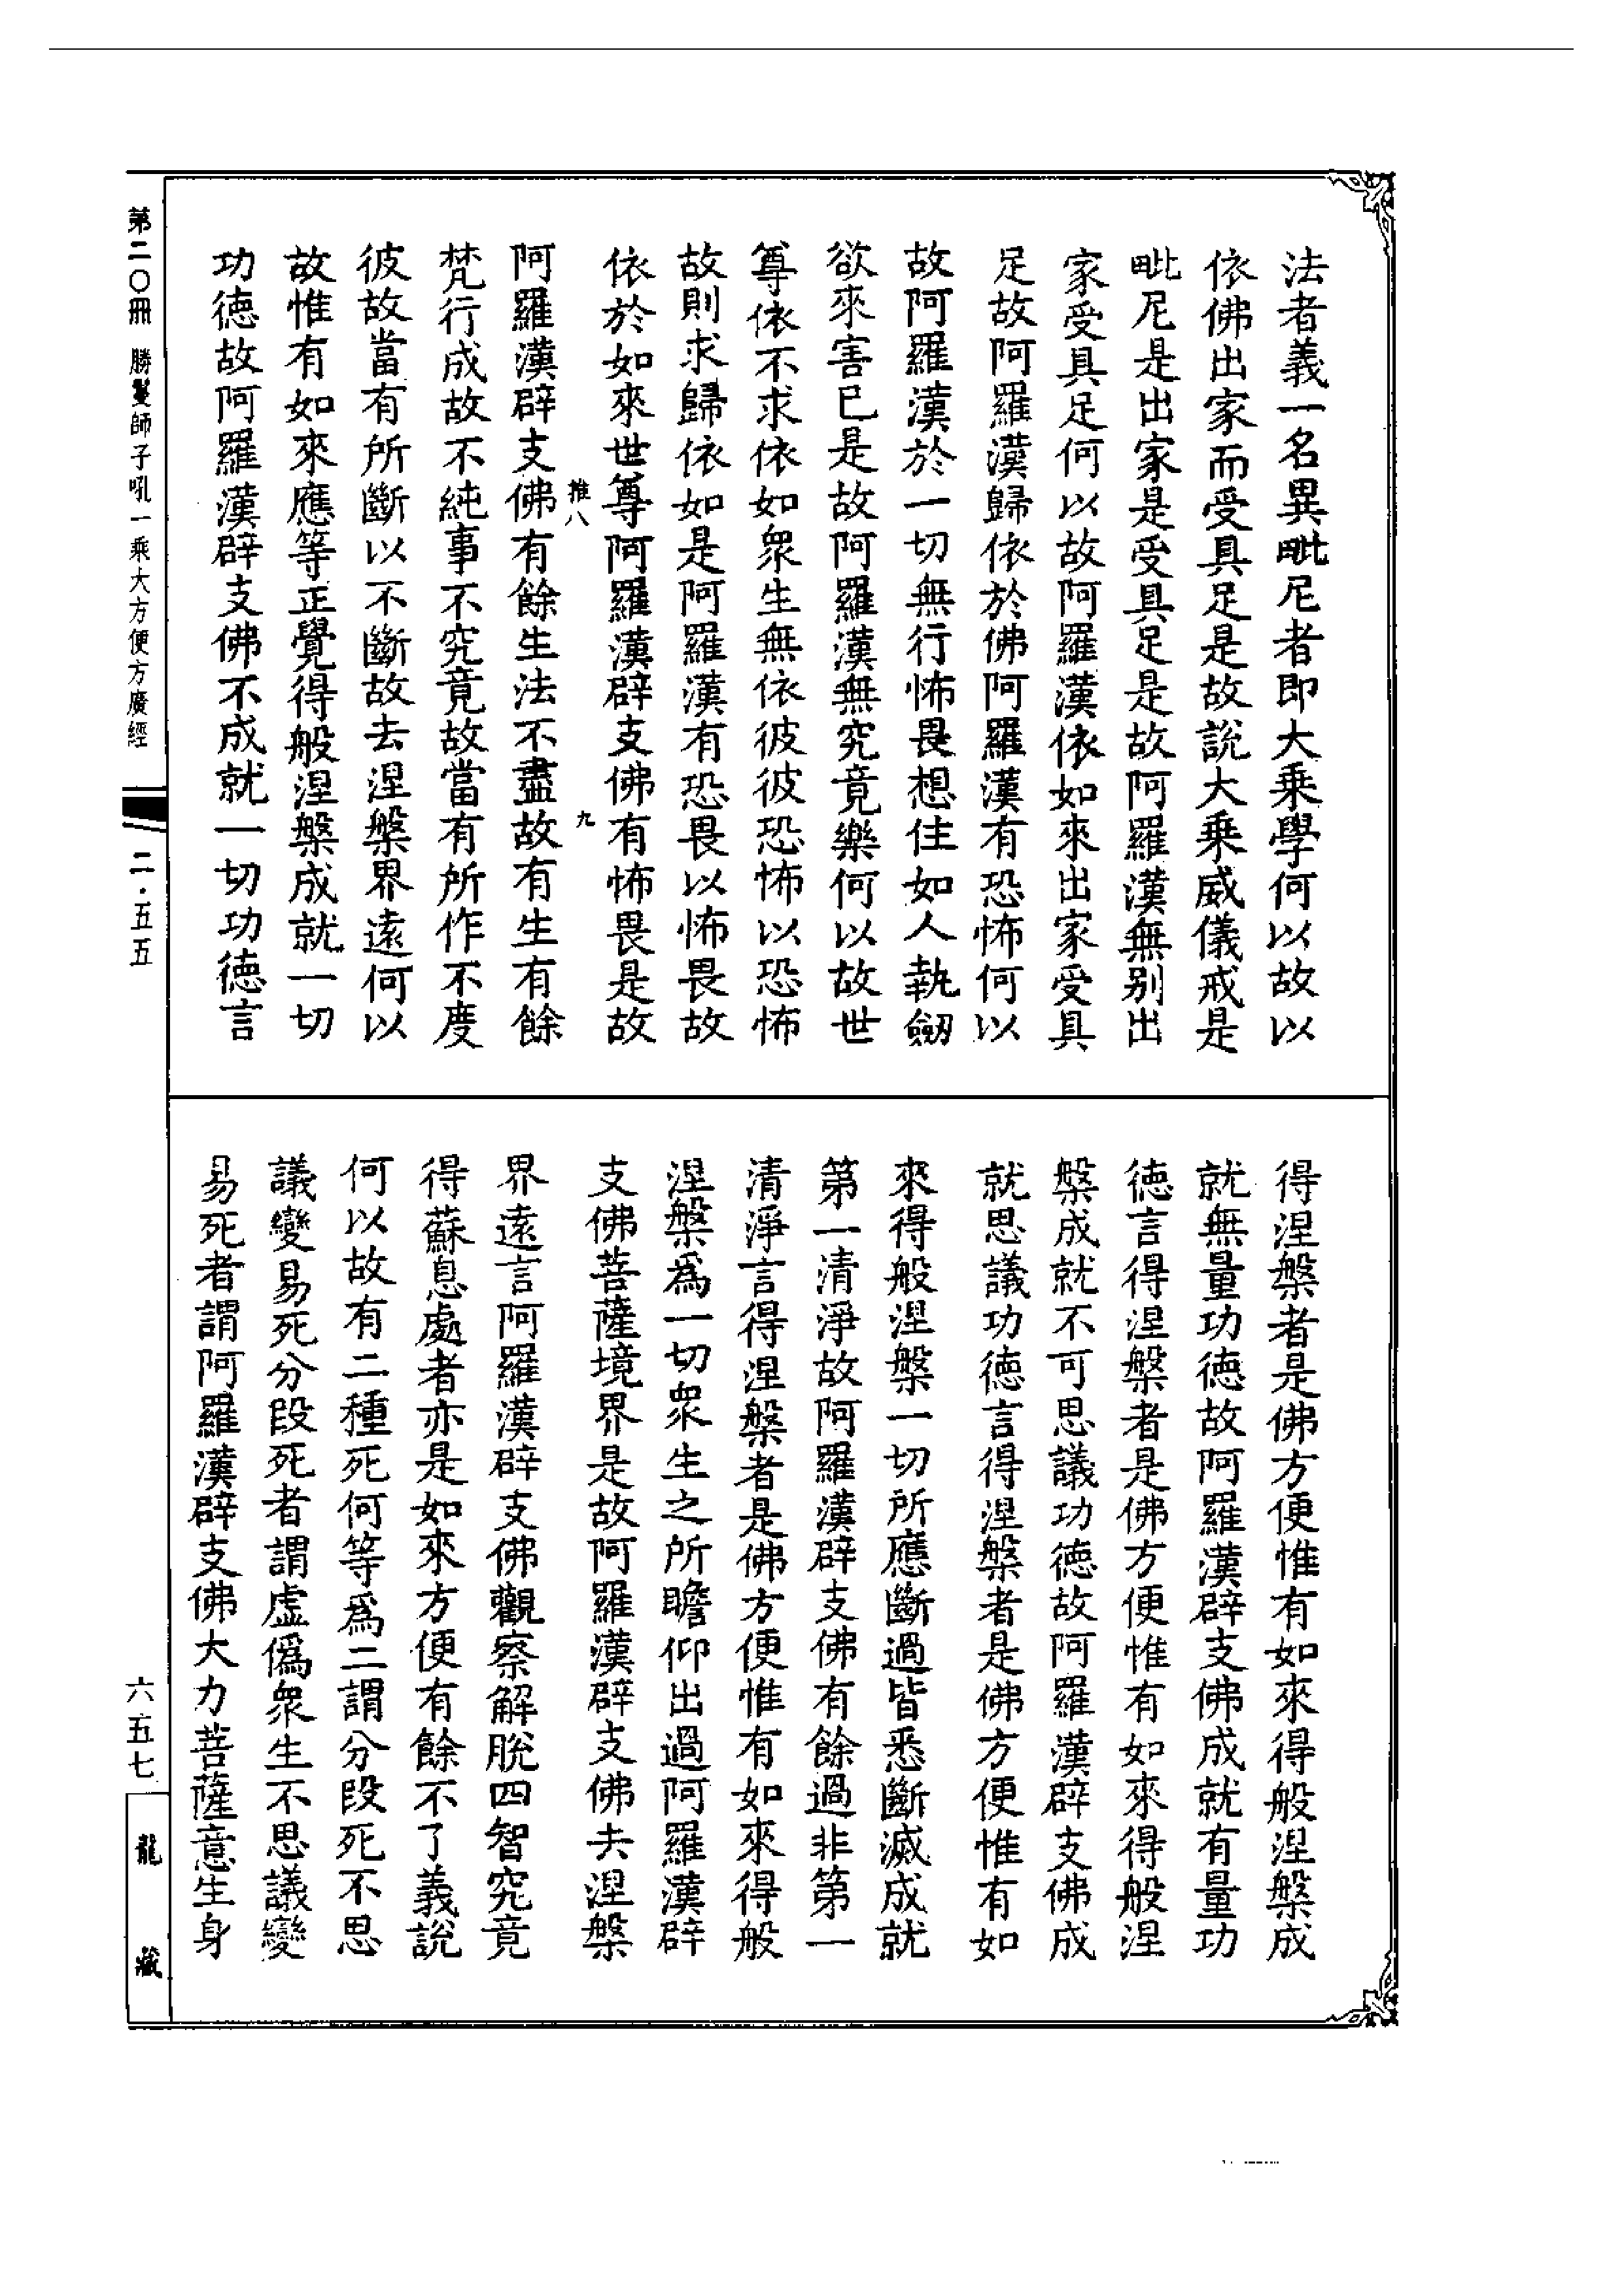 法者義一名異毗尼者即大乘學何以故以
依佛出家而受具足是故說大乘威儀戒是
毗尼是出家是受具足是故阿羅漢無別出
家受具足何以故阿羅漢依如來出家受具
足故阿羅漢歸依於佛阿羅漢有恐怖何以
故阿羅漢於一切無行怖畏想住如人執劒
欲來害已是故阿羅漢無究竟樂何以故世
尊依不求依如眾生無依彼彼恐怖以恐怖
故則求歸依如是阿羅漢有恐畏以怖畏故
依於如來世尊阿羅漢辟支佛有怖畏是故
推八
九
阿羅漢辟支佛有餘生法不盡故有生有餘
梵行成故不純事不究竟故當有所作不度
彼故當有所斷以不斷故去涅槃界遠何以
故惟有如來應等正覺得般涅槃成就一切
功德故阿羅漢辟支佛不成就一切功德言
得涅槃者是佛方便惟有如來得般涅槃成
就無量功德故阿羅漢辟支佛成就有量功
德言得涅槃者是佛方便惟有如來得般涅
槃成就不可思議功德故阿羅漢辟支佛成
就思議功德言得涅槃者是佛方便惟有如
來得般涅槃一切所應斷過皆悉斷滅成就
第一清淨故阿羅漢辟支佛有餘過非第一
清淨言得涅槃者是佛方便惟有如來得般
涅槃為一切眾生之所瞻仰出過阿羅漢辟
支佛菩薩境界是故阿羅漢辟支佛去涅槃
界遠言阿羅漢辟支佛觀察解脫四智究竟
得蘇息處者亦是如來方便有餘不了義說
何以故有二種死何等為二謂分段死不思
議變易死分段死者謂虛偽眾生不思議變
易死者謂阿羅漢辟支佛大力菩薩意生身
第二〇冊 勝鬘師子吼一乘大方便方廣經
二·五五
六五七
龍藏